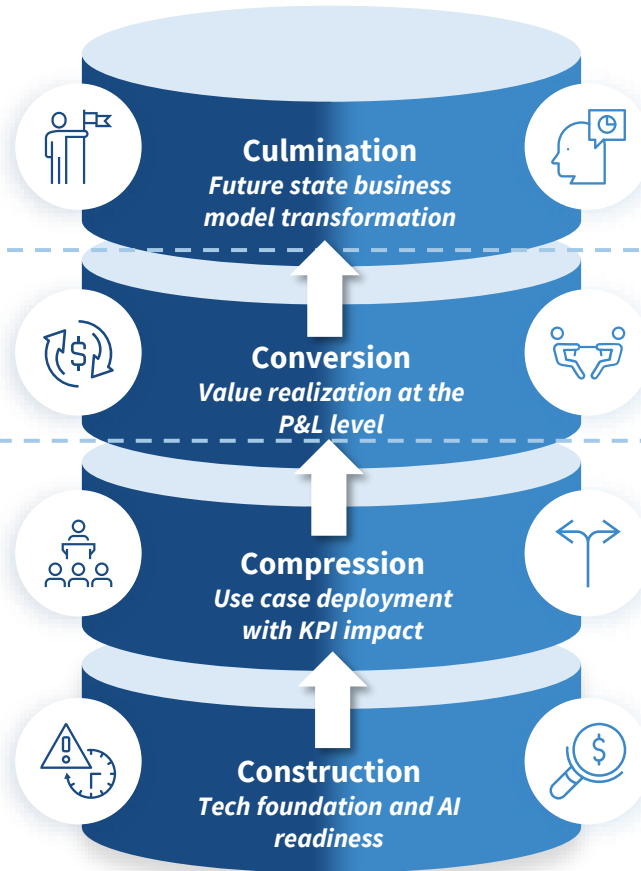 Culmination
Future state business
model transformation
Conversion
Value realization at the
P&L level
Compression
Use case deployment
with KPI impact
Construction
Tech foundation and AI
readiness